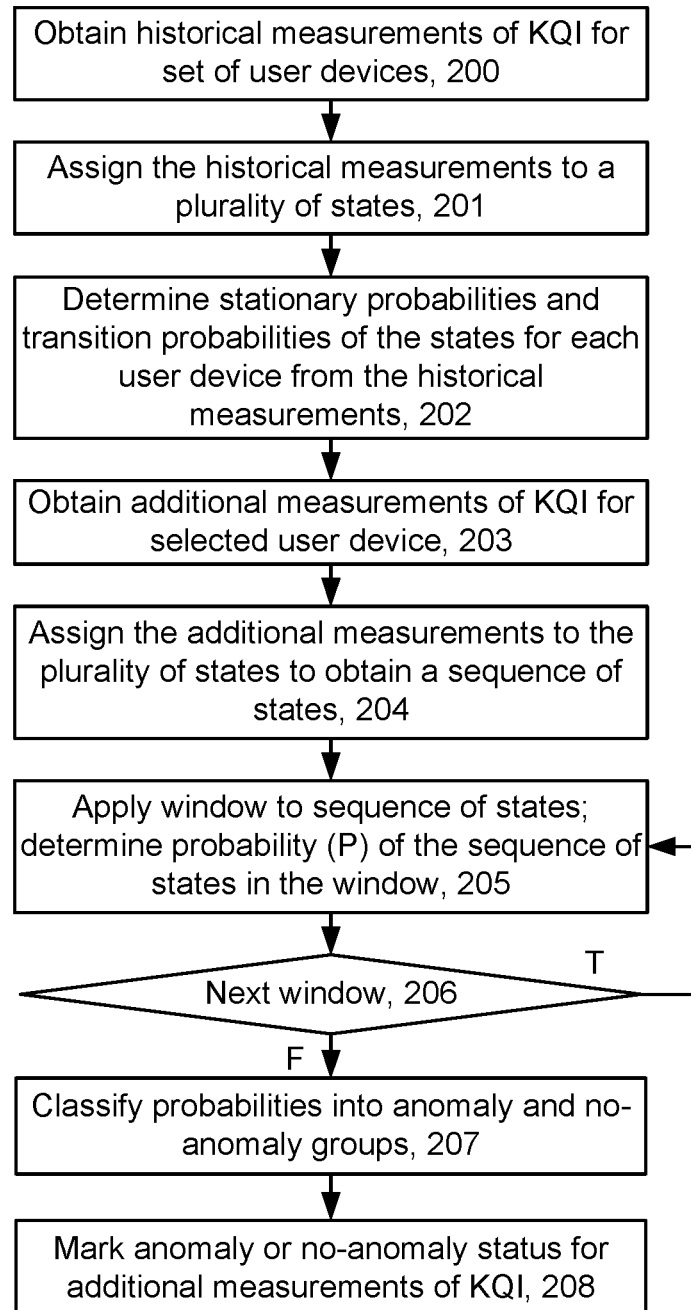 Obtain historical measurements of KQI for
set of user devices, 200
Assign the historical measurements to a
plurality of states, 201
Determine stationary probabilities and
transition probabilities of the states for each
user device from the historical
measurements, 202
Obtain additional measurements of KQI for
selected user device, 203
Assign the additional measurements to the
plurality of states to obtain a sequence of
states, 204
Apply window to sequence of states;
determine probability (P) of the sequence of
states in the window, 205
T
Next window, 206
F
Classify probabilities into anomaly and no-
anomaly groups, 207
Mark anomaly or no-anomaly status for
additional measurements of KQI, 208